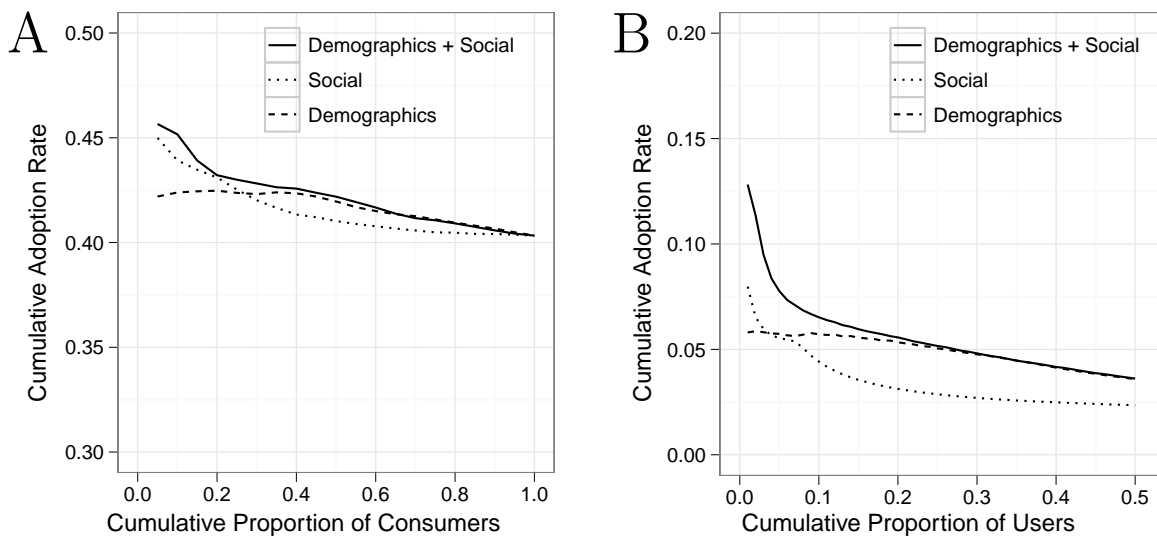 A
Cumulative Adoption Rate
0.50
0.45
0.40
0.35
0.30
Demographics + Social
Social
Demographics
0.0 0.2 0.4 0.6 0.8 1.0
Cumulative Proportion of Consumers
B
Cumulative Adoption Rate
0.20
0.15
0.10
0.05
0.00
Demographics + Social
Social
Demographics
0.0 0.1 0.2 0.3 0.4 0.5
Cumulative Proportion of Users